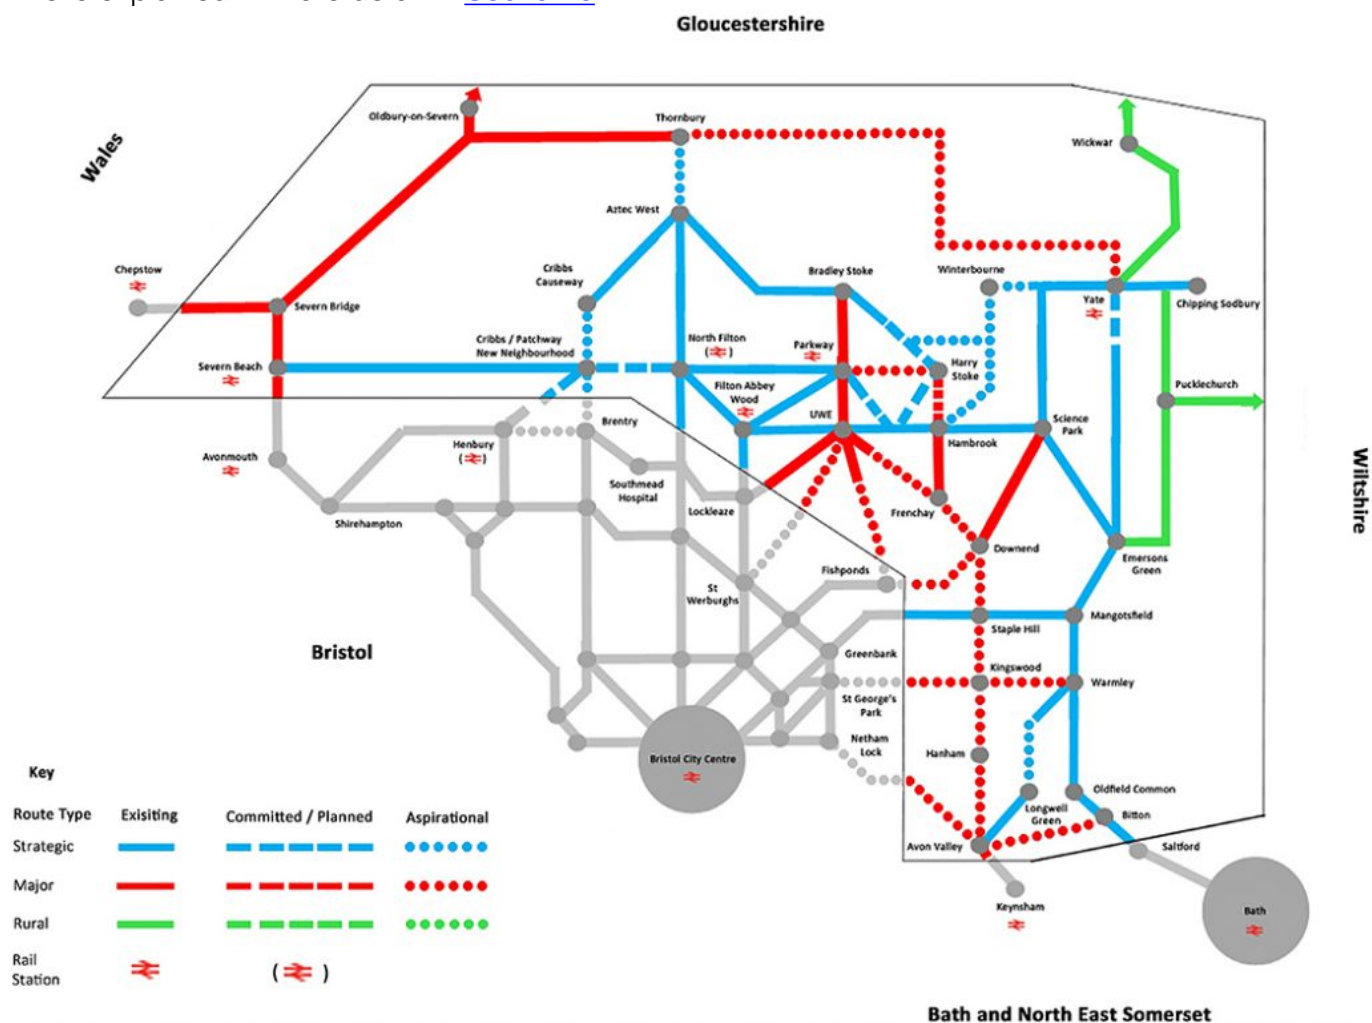 Gloucestershire
Oldbury-on-Severn
Thornbury
Wales
Wickwar
Aztec West
Chepstow
Cribbs
Causeway
Bradley Stoke
Winterbourne
Severn Bridge
Yate
Chipping Sodbury
Cribbs / Patchway
New Neighbourhood
North Filton
( )
Parkway
Severn Beach
Harry
Stoke
Filton Abbey
Wood
Pucklechurch
UWE
Science
Park
Brentry
Hambrook
Henbury
( )
Avonmouth
Wiltshire
Southmead
Hospital
Lockleaze
Frenchay
Shirehampton
Downend
Emersons
Green
Fishponds
St
Werburghs
Mangotsfield
Staple Hill
Bristol
Greenbank
Kingswood
Warmley
St George's
Park
Netham
Lock
Hanham
Bristol City Centre
Key
Oldfield Common
Longwell
Green
Bitton
Route Type
Exisiting
Committed / Planned
Aspirational
Strategic
Avon Valley
Saltford
Major
Keynsham
Bath
Rural
Rail
Station
( )
Bath and North East Somerset